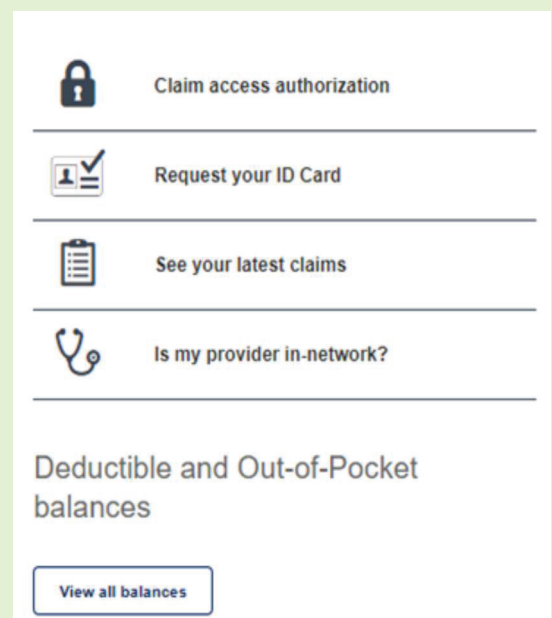 Claim access authorization
Request your ID Card
See your latest claims
Is my provider in-network?
Deductible and Out-of-Pocket
balances
View all balances